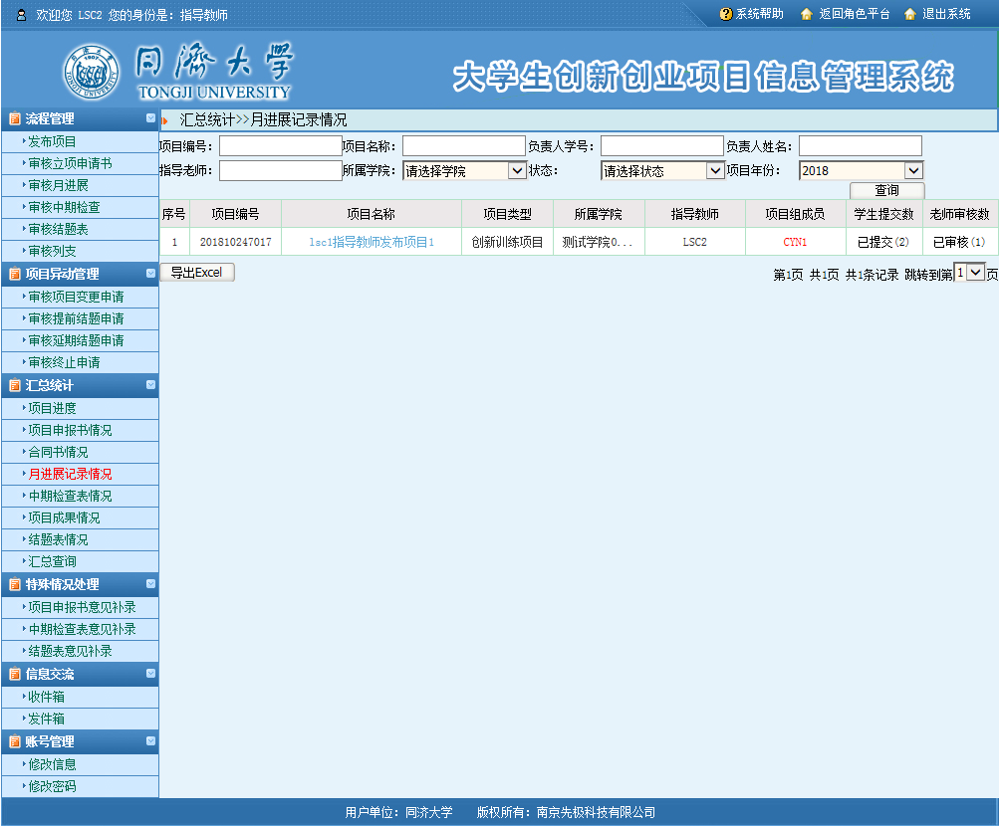 欢迎您 LSC2 您的身份是：指导教师
系统帮助 返回角色平台 退出系统
同濟大学
TONGJI UNIVERSITY
大学生创新创业项目信息管理系统
流程管理
发布项目
审核立项申请书
审核月进展
审核中期检查
审核结题表
审核列支
项目异动管理
审核项目变更申请
审核提前结题申请
审核延期结题申请
审核终止申请
汇总统计
项目进度
项目申报书情况
合同书情况
月进展记录情况
中期检查表情况
项目成果情况
结题表情况
汇总查询
特殊情况处理
项目申报书意见补录
中期检查表意见补录
结题表意见补录
信息交流
收件箱
发件箱
账号管理
修改信息
修改密码
汇总统计>>月进展记录情况
项目编号： 项目名称： 负责人学号： 负责人姓名：
指导老师： 所属学院： 请选择学院 状态： 请选择状态 项目年份： 2018
查询
序号 项目编号 项目名称 项目类型 所属学院 指导教师 项目组成员 学生提交数 老师审核数
1 201810247017 lsc1指导教师发布项目1 创新训练项目 测试学院0... LSC2 CYN1 已提交(2) 已审核(1)
导出Excel 第1页 共1页 共1条记录 跳转到第 1 页
用户单位：同济大学 版权所有：南京先极科技有限公司